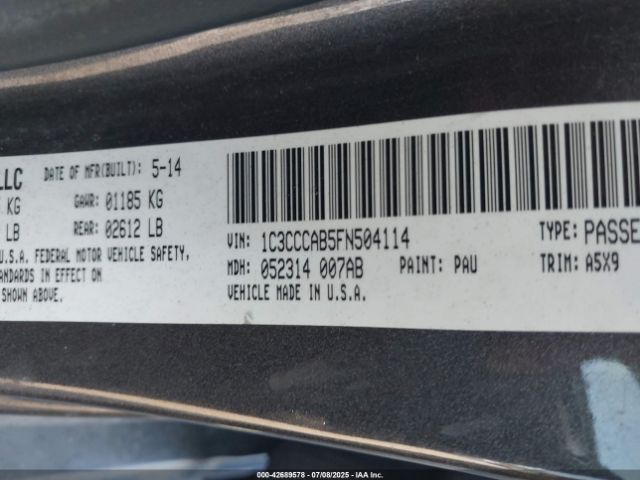 LLC DATE OF MFR(BUILT): 5-14
KG GAWR: 01185 KG
LB REAR: 02612 LB
U.S.A. FEDERAL MOTOR VEHICLE SAFETY,
STANDARDS IN EFFECT ON
SHOWN ABOVE.
VIN: 1C3CCCAB5FN504114 TYPE: PASSE
MDH: 052314 007AB PAINT: PAU TRIM: A5X9
VEHICLE MADE IN U.S.A.
000-42689578 - 07/08/2025 - IAA Inc.